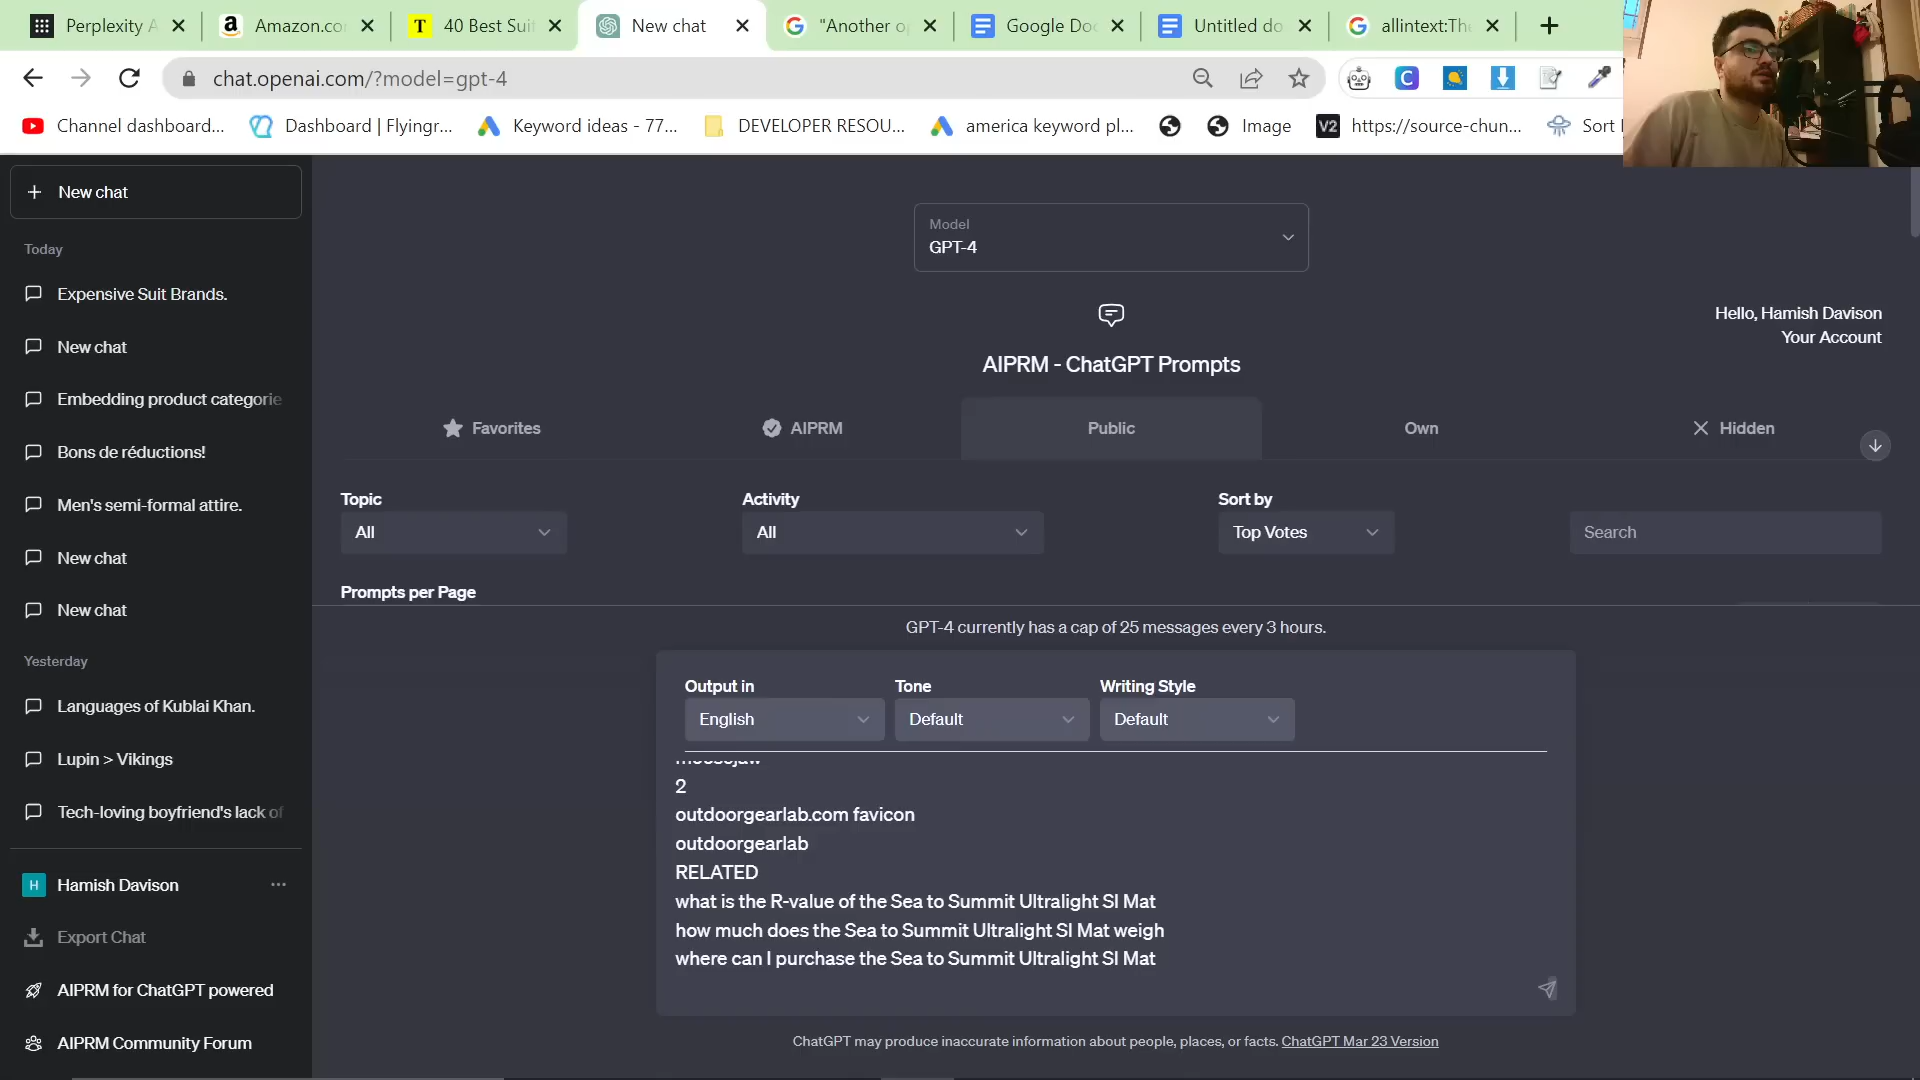 Perplexity A
Amazon.co
40 Best Suit
New chat
"Another o
Google Do
Untitled do
allintext:The
chat.openai.com/?model=gpt-4
Channel dashboard...
Dashboard | Flyingr...
Keyword ideas - 77...
DEVELOPER RESOU...
america keyword pl...
Image
V2
https://source-chun...
Sort
New chat
Today
Expensive Suit Brands.
New chat
Embedding product categorie
Bons de réductions!
Men's semi-formal attire.
New chat
New chat
Yesterday
Languages of Kublai Khan.
Lupin > Vikings
Tech-loving boyfriend's lack of
H
Hamish Davison
Export Chat
AIPRM for ChatGPT powered
AIPRM Community Forum
Model
GPT-4
Hello, Hamish Davison
Your Account
AIPRM - ChatGPT Prompts
Favorites
AIPRM
Public
Own
Hidden
Topic
All
Activity
All
Sort by
Top Votes
Search
Prompts per Page
GPT-4 currently has a cap of 25 messages every 3 hours.
Output in
English
Tone
Default
Writing Style
Default
moosejaw
2
outdoorgearlab.com favicon
outdoorgearlab
RELATED
what is the R-value of the Sea to Summit Ultralight SI Mat
how much does the Sea to Summit Ultralight SI Mat weigh
where can I purchase the Sea to Summit Ultralight SI Mat
ChatGPT may produce inaccurate information about people, places, or facts. ChatGPT Mar 23 Version